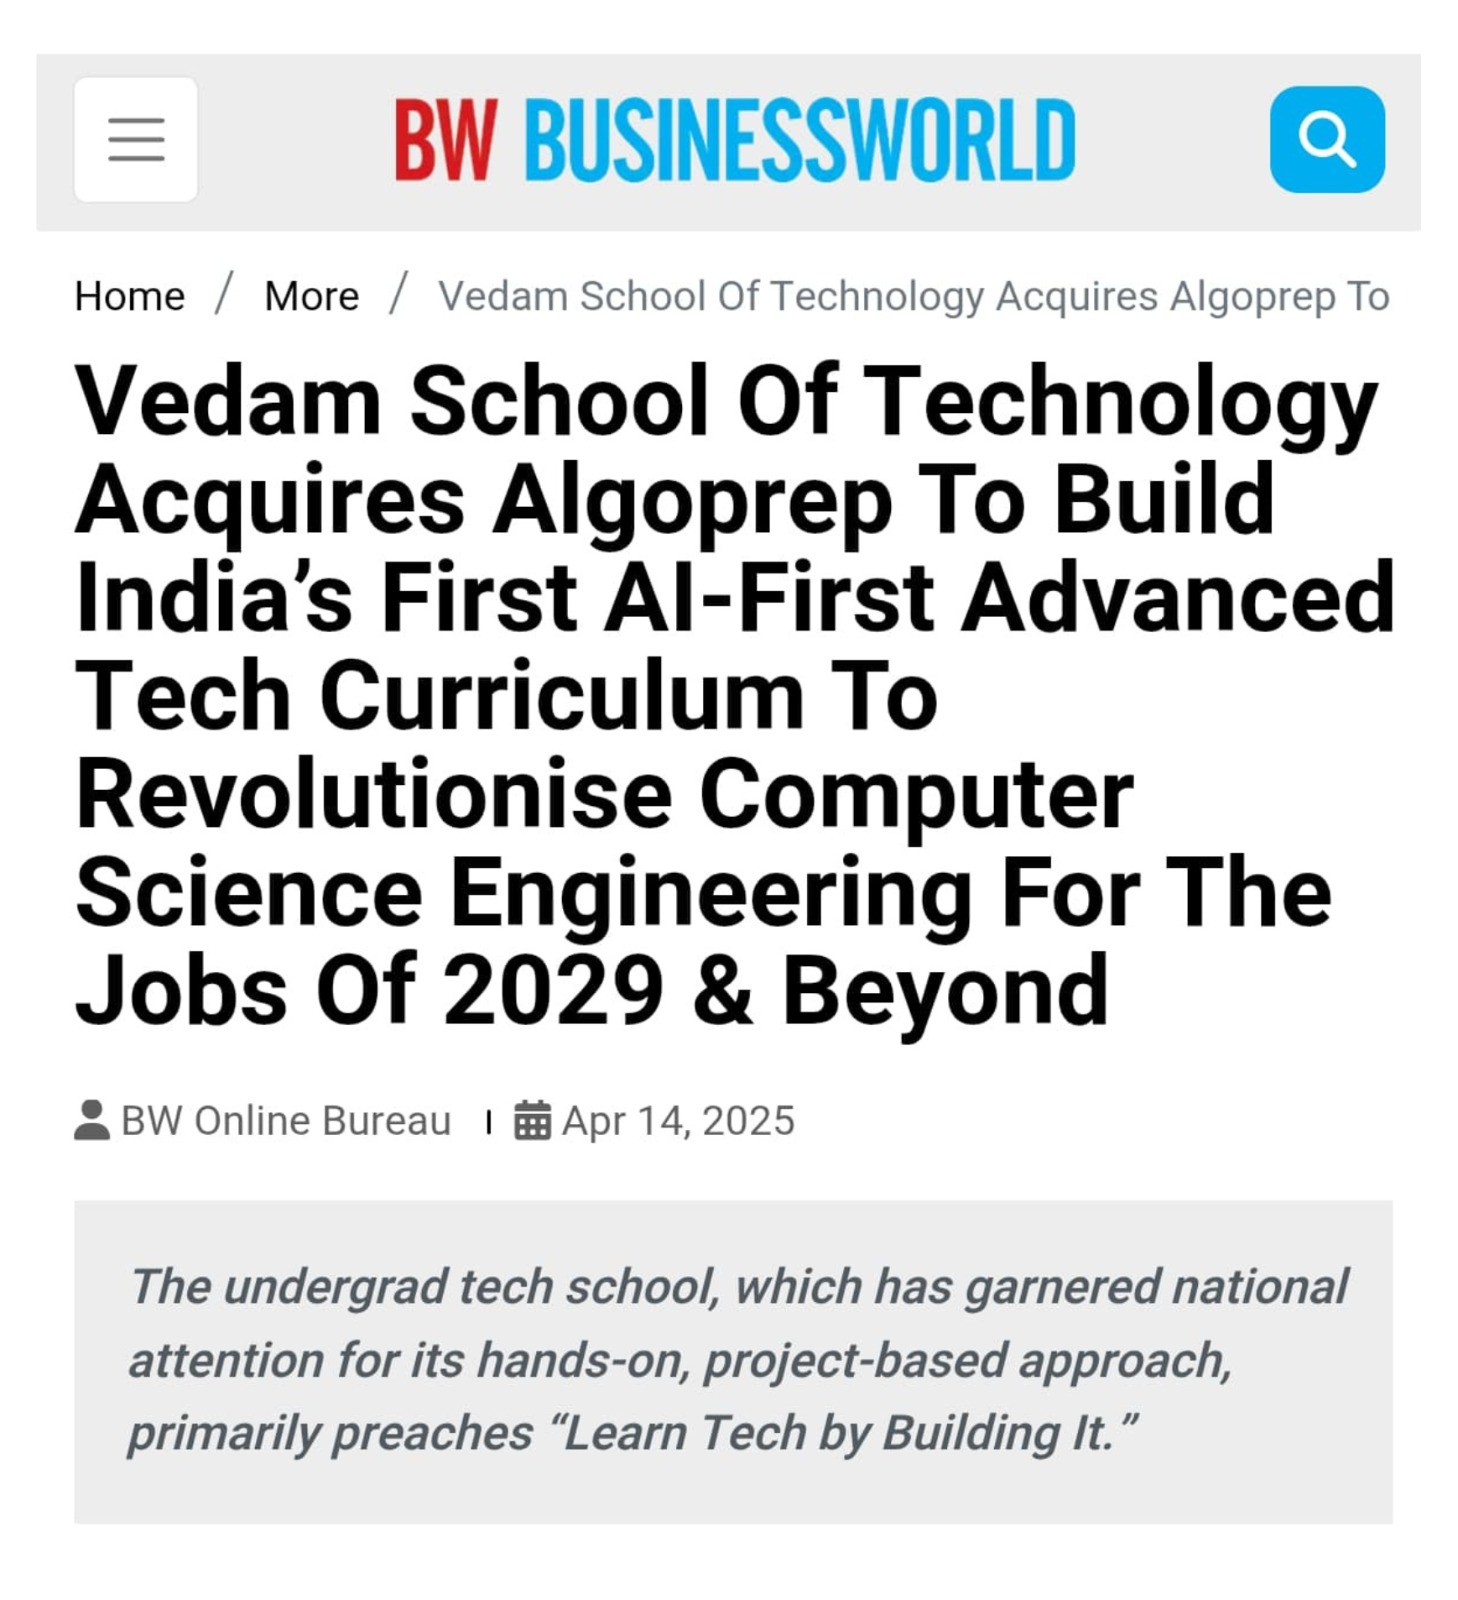 BW BUSINESSWORLD
Home / More / Vedam School Of Technology Acquires Algoprep To
Vedam School Of Technology
Acquires Algoprep To Build
India’s First AI-First Advanced
Tech Curriculum To
Revolutionise Computer
Science Engineering For The
Jobs Of 2029 & Beyond
BW Online Bureau | Apr 14, 2025
The undergrad tech school, which has garnered national
attention for its hands-on, project-based approach,
primarily preaches “Learn Tech by Building It.”